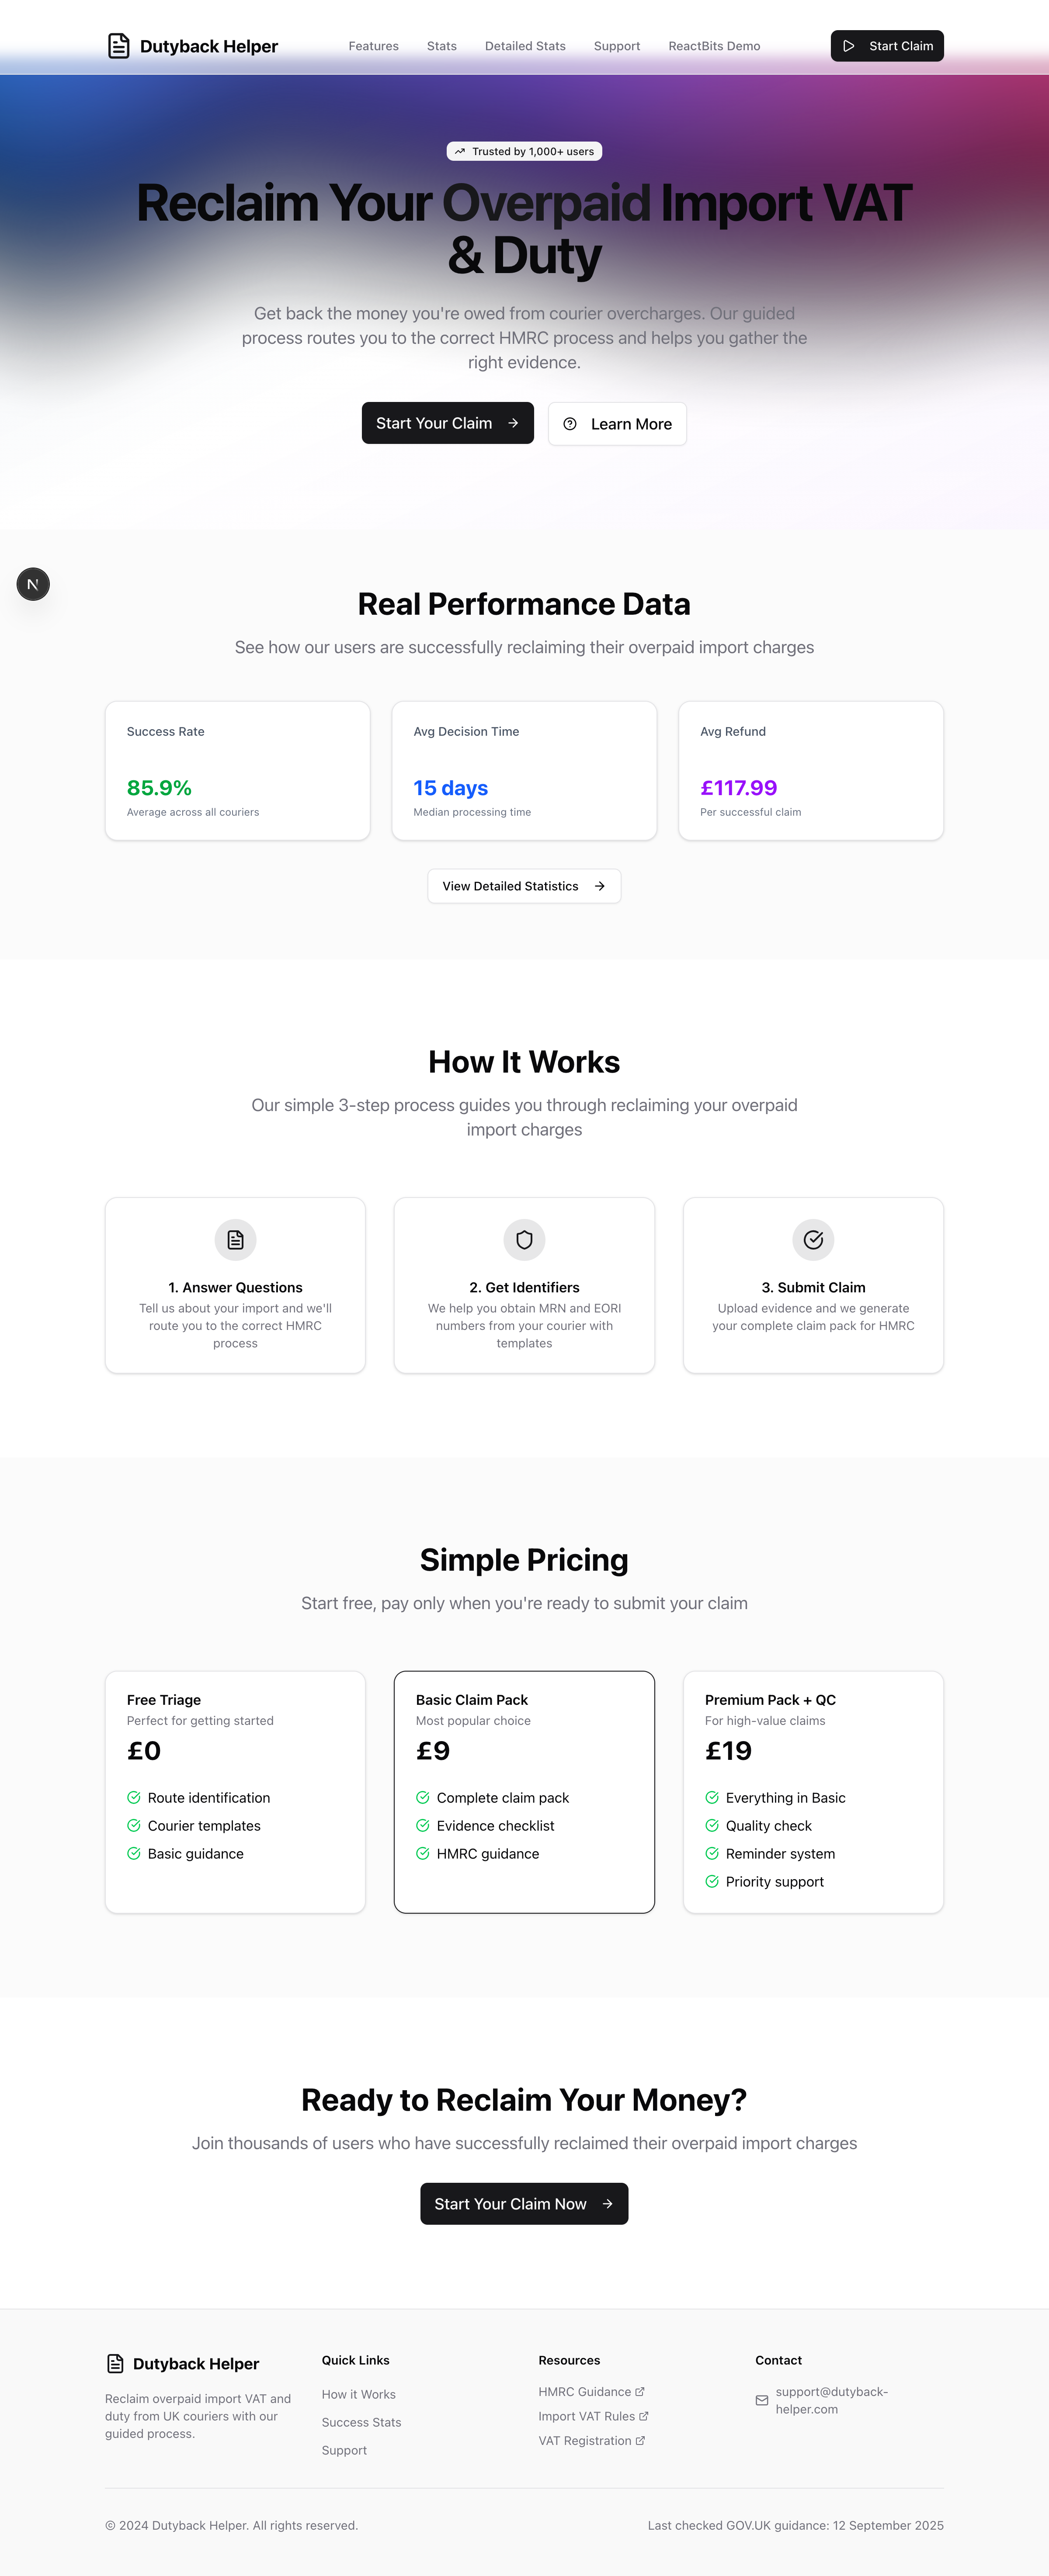 Dutyback Helper
Features Stats Detailed Stats Support ReactBits Demo
Start Claim
Trusted by 1,000+ users
Reclaim Your Overpaid Import VAT
& Duty
Get back the money you're owed from courier overcharges. Our guided
process routes you to the correct HMRC process and helps you gather the
right evidence.
Start Your Claim
Learn More
N
Real Performance Data
See how our users are successfully reclaiming their overpaid import charges
Success Rate
85.9%
Average across all couriers
Avg Decision Time
15 days
Median processing time
Avg Refund
£117.99
Per successful claim
View Detailed Statistics
How It Works
Our simple 3-step process guides you through reclaiming your overpaid
import charges
1. Answer Questions
Tell us about your import and we'll
route you to the correct HMRC
process
2. Get Identifiers
We help you obtain MRN and EORI
numbers from your courier with
templates
3. Submit Claim
Upload evidence and we generate
your complete claim pack for HMRC
Simple Pricing
Start free, pay only when you're ready to submit your claim
Free Triage
Perfect for getting started
£0
Route identification
Courier templates
Basic guidance
Basic Claim Pack
Most popular choice
£9
Complete claim pack
Evidence checklist
HMRC guidance
Premium Pack + QC
For high-value claims
£19
Everything in Basic
Quality check
Reminder system
Priority support
Ready to Reclaim Your Money?
Join thousands of users who have successfully reclaimed their overpaid import charges
Start Your Claim Now
Dutyback Helper
Reclaim overpaid import VAT and
duty from UK couriers with our
guided process.
Quick Links
How it Works
Success Stats
Support
Resources
HMRC Guidance
Import VAT Rules
VAT Registration
Contact
support@dutyback-
helper.com
© 2024 Dutyback Helper. All rights reserved.
Last checked GOV.UK guidance: 12 September 2025